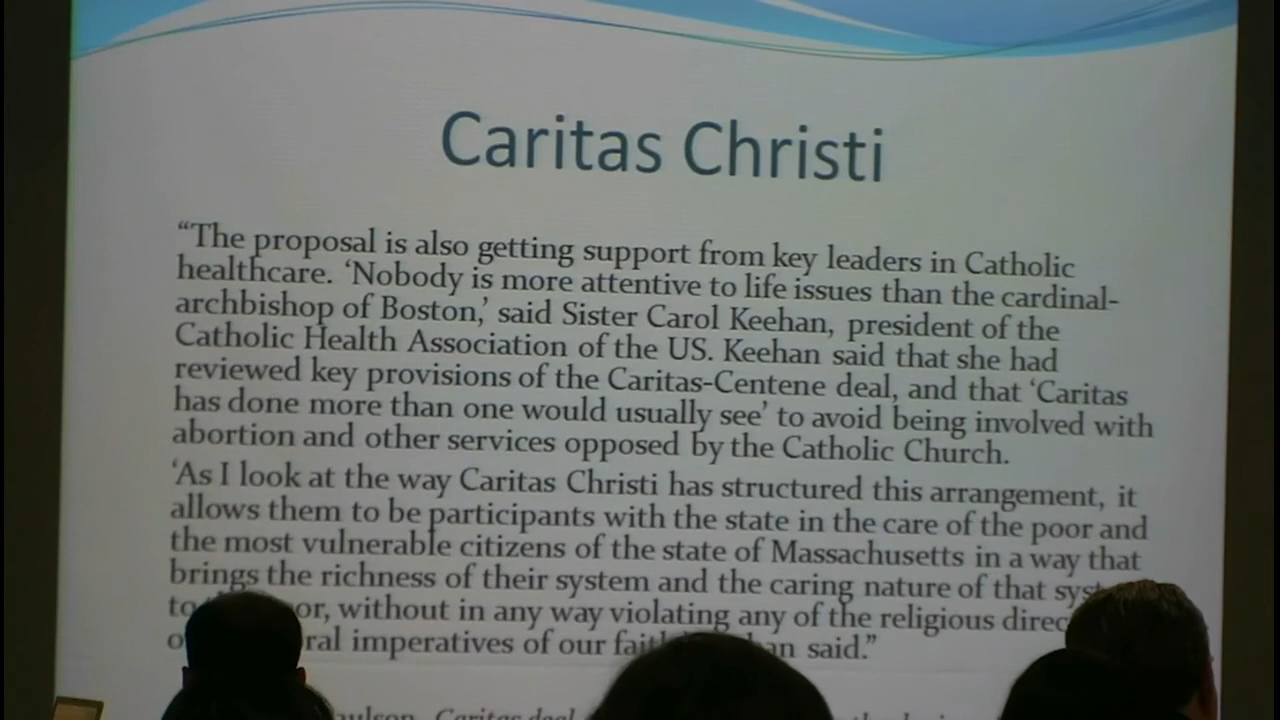 Caritas Christi
“The proposal is also getting support from key leaders in Catholic
healthcare. ‘Nobody is more attentive to life issues than the cardinal-
archbishop of Boston,’ said Sister Carol Keehan, president of the
Catholic Health Association of the US. Keehan said that she had
reviewed key provisions of the Caritas-Centene deal, and that ‘Caritas
has done more than one would usually see’ to avoid being involved with
abortion and other services opposed by the Catholic Church.
‘As I look at the way Caritas Christi has structured this arrangement, it
allows them to be participants with the state in the care of the poor and
the most vulnerable citizens of the state of Massachusetts in a way that
brings the richness of their system and the caring nature of that
without in any way violating any of the religious
imperatives of our said.”
Caritas deal